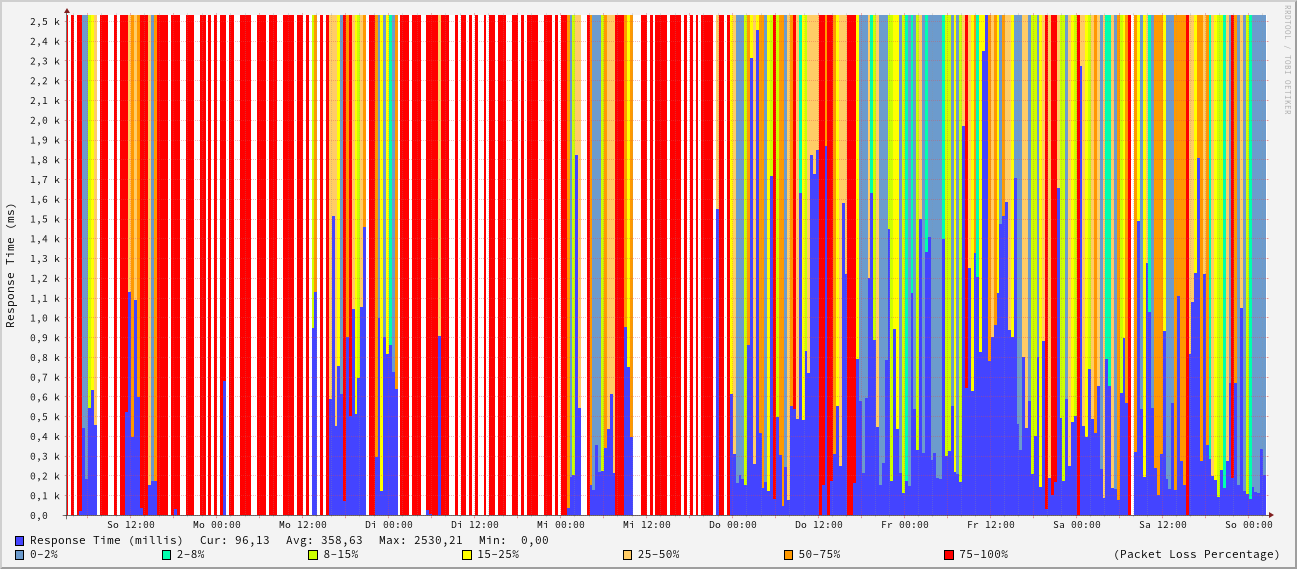 RRDTOOL / TOBI OETIKER
Response Time (ms)
2,5 k
2,4 k
2,3 k
2,2 k
2,1 k
2,0 k
1,9 k
1,8 k
1,7 k
1,6 k
1,5 k
1,4 k
1,3 k
1,2 k
1,1 k
1,0 k
0,9 k
0,8 k
0,7 k
0,6 k
0,5 k
0,4 k
0,3 k
0,2 k
0,1 k
0,0
So 12:00 Mo 00:00 Mo 12:00 Di 00:00 Di 12:00 Mi 00:00 Mi 12:00 Do 00:00 Do 12:00 Fr 00:00 Fr 12:00 Sa 00:00 Sa 12:00 So 00:00
Response Time (millis) Cur: 96,13 Avg: 358,63 Max: 2530,21 Min: 0,00
0-2% 2-8% 8-15% 15-25% 25-50% 50-75% 75-100% (Packet Loss Percentage)